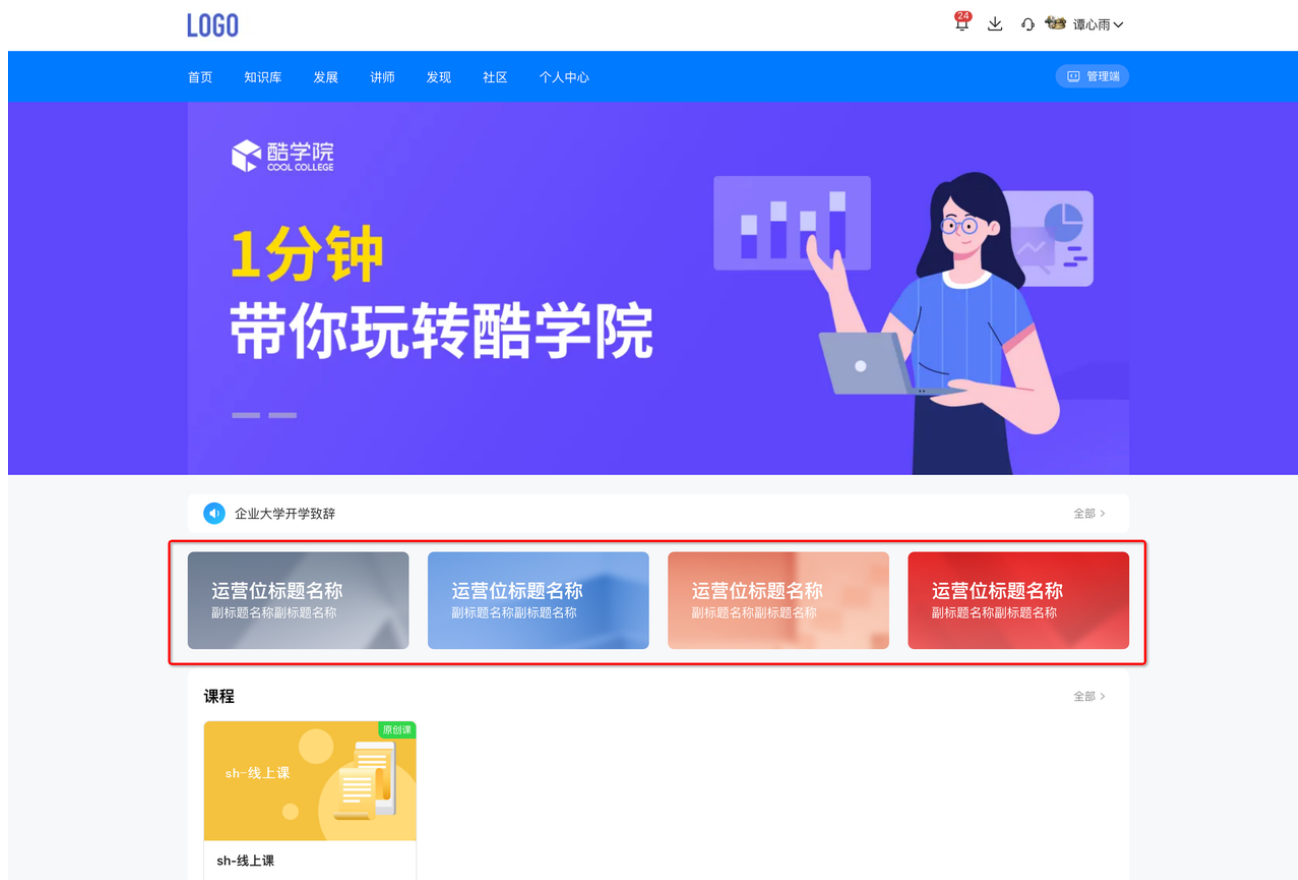 LOGO
24
谭心雨
首页 知识库 发展 讲师 发现 社区 个人中心
管理端
酷学院
COOL COLLEGE
1分钟
带你玩转酷学院
企业大学开学致辞
全部 >
运营位标题名称
副标题名称副标题名称
运营位标题名称
副标题名称副标题名称
运营位标题名称
副标题名称副标题名称
运营位标题名称
副标题名称副标题名称
课程
全部 >
原创课
sh-线上课
sh-线上课